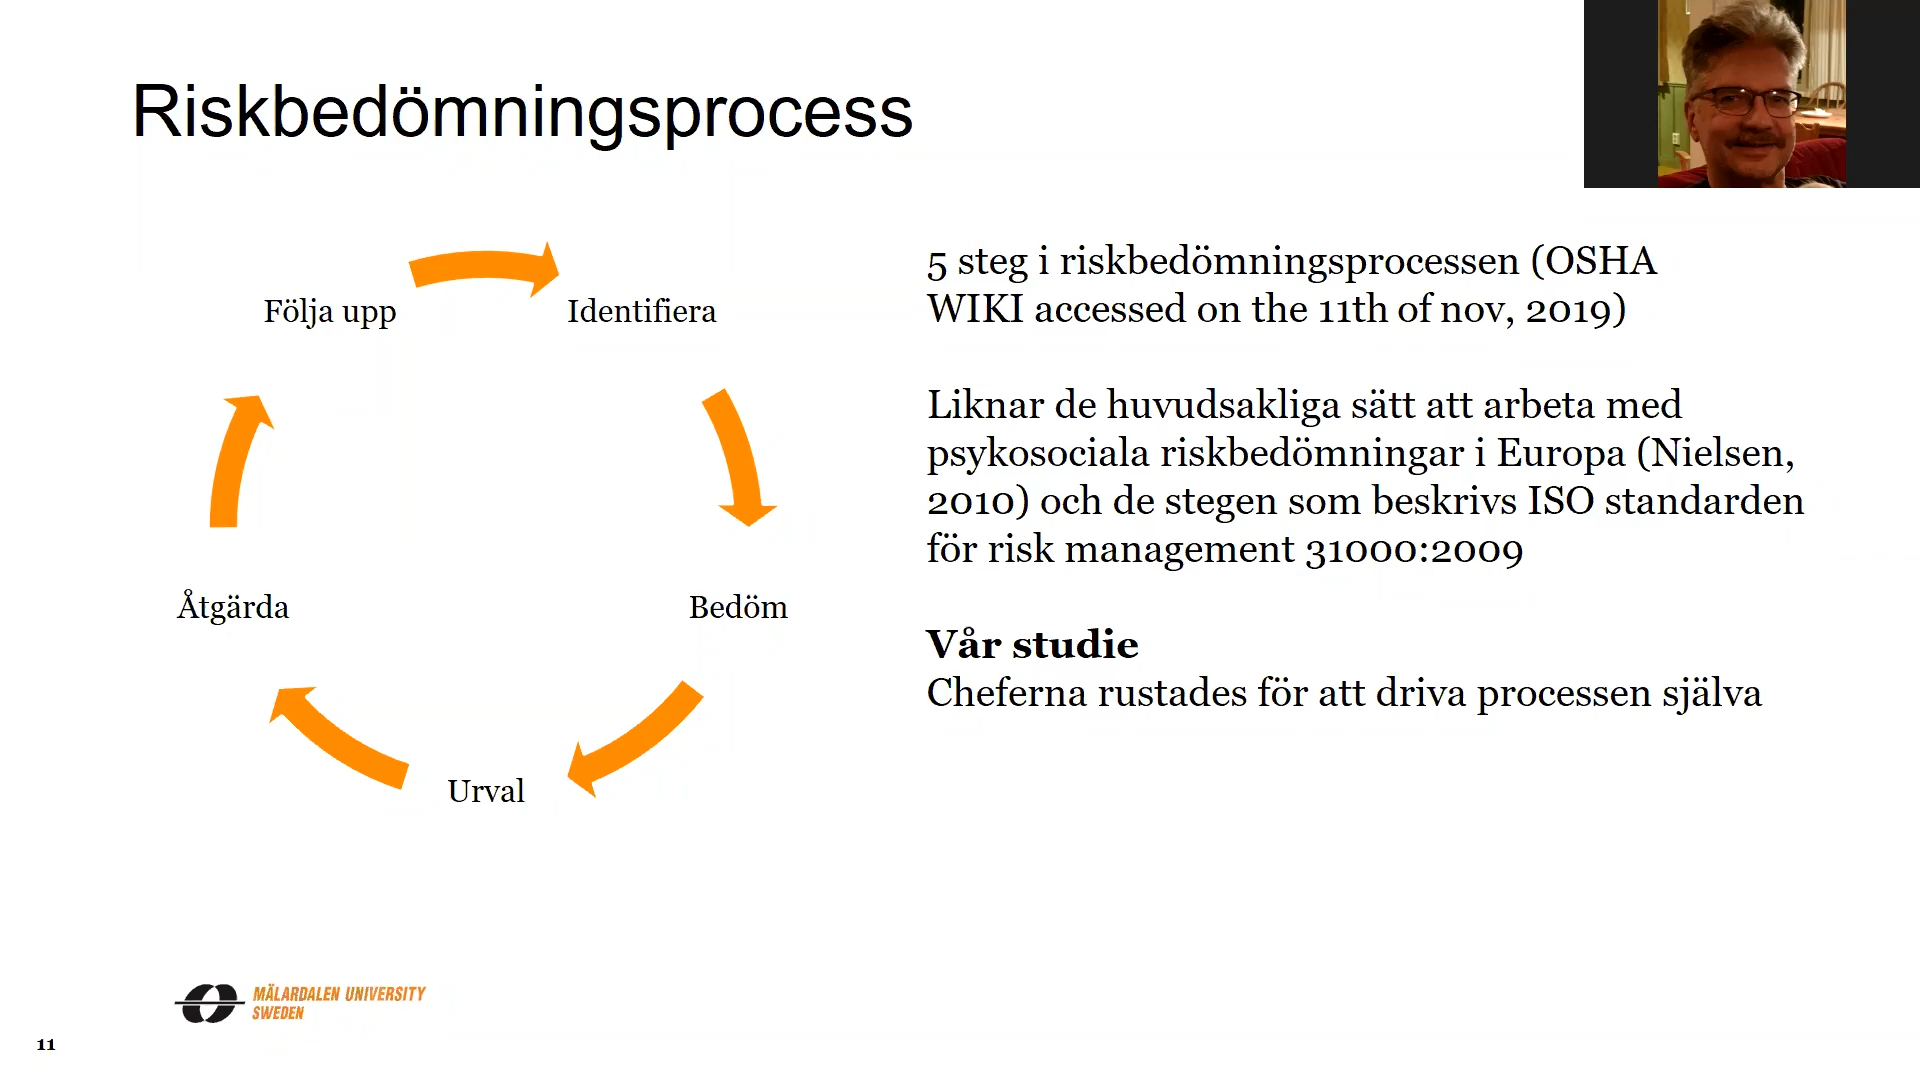 Riskbedömningsprocess
Följa upp
Identifiera
Bedöm
Urval
Åtgärda
5 steg i riskbedömningsprocessen (OSHA
WIKI accessed on the 11th of nov, 2019)
Liknar de huvudsakliga sätt att arbeta med
psykosociala riskbedömningar i Europa (Nielsen,
2010) och de stegen som beskrivs ISO standarden
för risk management 31000:2009
Vår studie
Cheferna rustades för att driva processen själva
MÄLARDALEN UNIVERSITY
SWEDEN
11